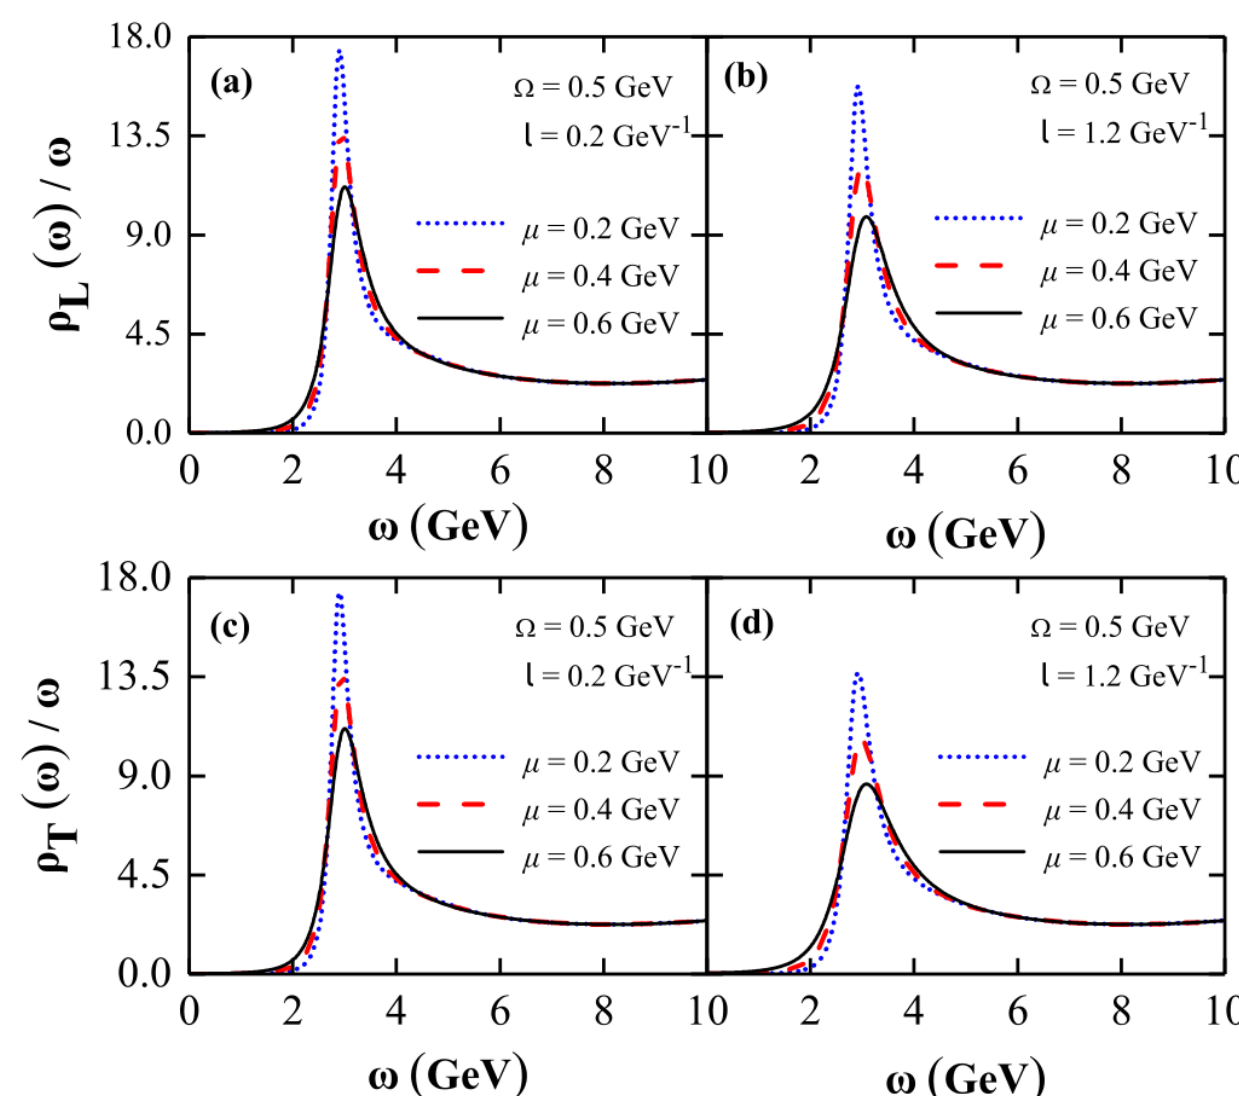 18.0
13.5
9.0
4.5
0.0
ρL (ω) / ω
(a)
Ω = 0.5 GeV
l = 0.2 GeV-1
μ = 0.2 GeV
μ = 0.4 GeV
μ = 0.6 GeV
0 2 4 6 8 10
ω (GeV)
(b)
Ω = 0.5 GeV
l = 1.2 GeV-1
μ = 0.2 GeV
μ = 0.4 GeV
μ = 0.6 GeV
2 4 6 8 10
ω (GeV)
18.0
13.5
9.0
4.5
0.0
ρT (ω) / ω
(c)
Ω = 0.5 GeV
l = 0.2 GeV-1
μ = 0.2 GeV
μ = 0.4 GeV
μ = 0.6 GeV
0 2 4 6 8 10
ω (GeV)
(d)
Ω = 0.5 GeV
l = 1.2 GeV-1
μ = 0.2 GeV
μ = 0.4 GeV
μ = 0.6 GeV
2 4 6 8 10
ω (GeV)